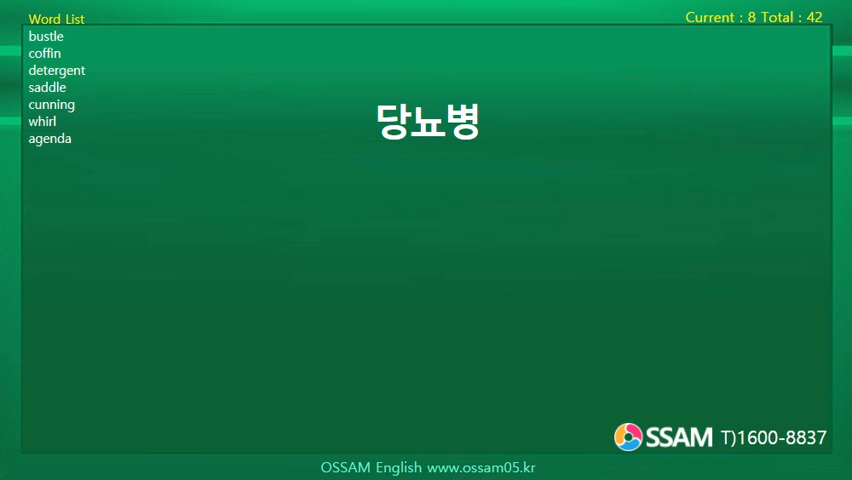 Word List
Current : 8 Total : 42
bustle
coffin
detergent
saddle
cunning
whirl
agenda
당뇨병
OSSAM T)1600-8837
OSSAM English www.ossam05.kr